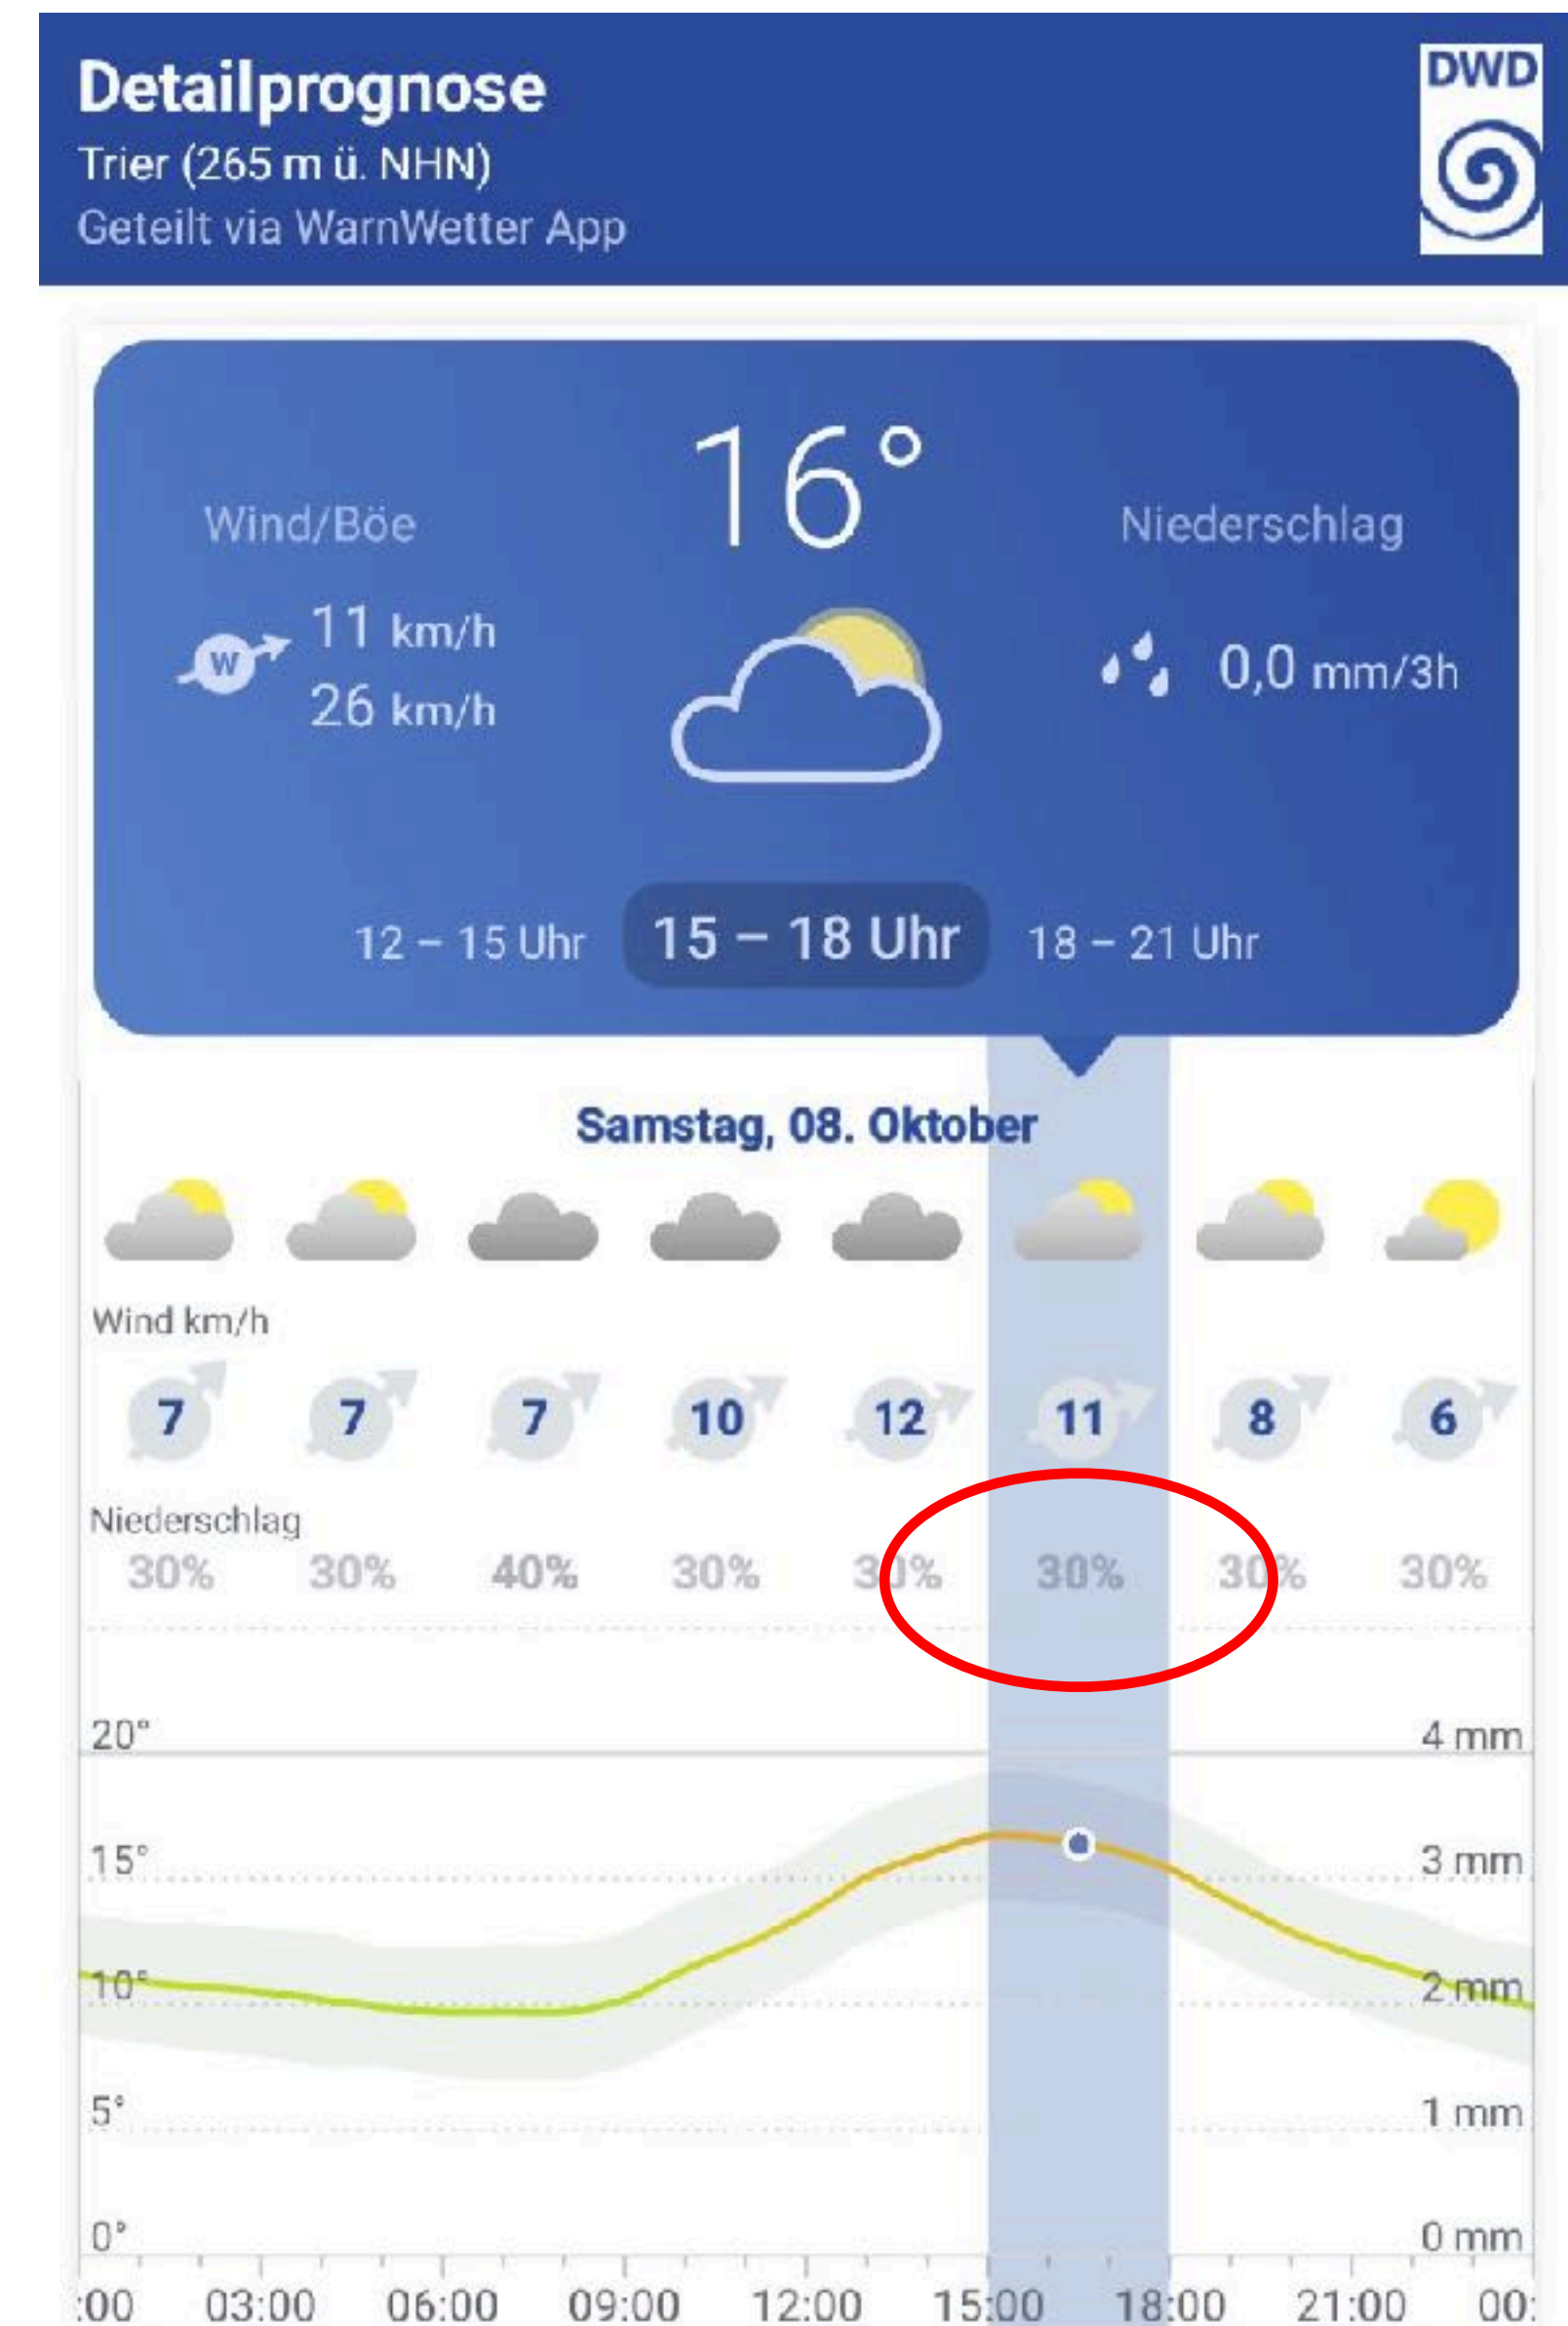 Detailprognose
DWD
Trier (265 m ü. NHN)
Geteilt via WarnWetter App
16°
Wind/Böe
Niederschlag
W
11 km/h
26 km/h
0,0 mm/3h
12 – 15 Uhr 15 – 18 Uhr 18 – 21 Uhr
Samstag, 08. Oktober
Wind km/h
7 7 7 10 12 11 8 6
Niederschlag
30% 30% 40% 30% 30% 30% 30% 30%
20° 4 mm
15° 3 mm
10° 2 mm
5° 1 mm
0° 0 mm
:00 03:00 06:00 09:00 12:00 15:00 18:00 21:00 00: